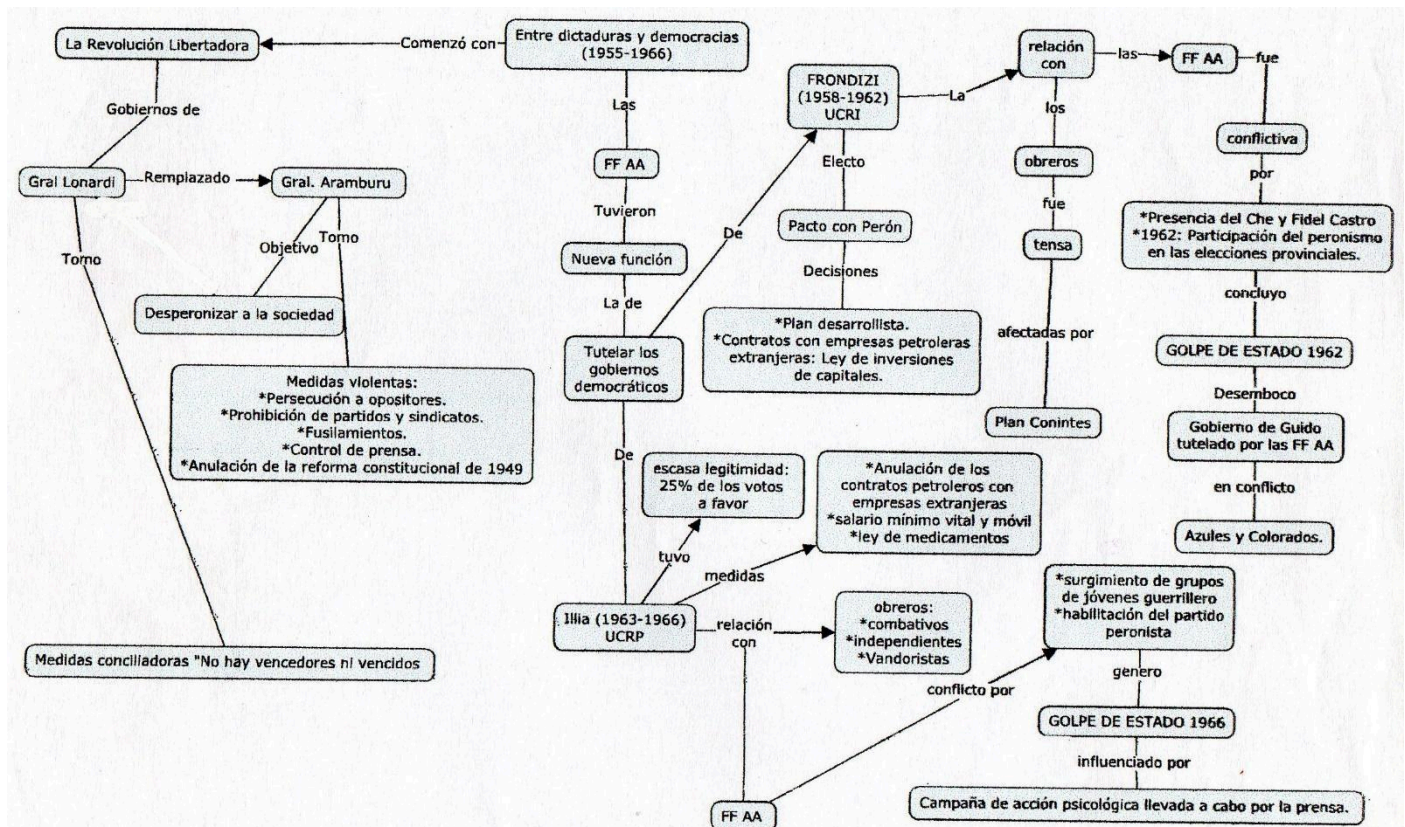 Entre dictaduras y democracias
(1955-1966)
Comenzó con
La Revolución Libertadora
Gobiernos de
Gral Lonardi
Remplazado
Gral. Aramburu
Tomo
Medidas conciliadoras "No hay vencedores ni vencidos
Objetivo
Desperonizar a la sociedad
Tomo
Medidas violentas:
*Persecución a opositores.
*Prohibición de partidos y sindicatos.
*Fusilamientos.
*Control de prensa.
*Anulación de la reforma constitucional de 1949
Las
FF AA
Tuvieron
Nueva función
La de
Tutelar los
gobiernos
democráticos
De
FRONDIZI
(1958-1962)
UCRI
Electo
Pacto con Perón
Decisiones
*Plan desarrollista.
*Contratos con empresas petroleras
extranjeras: Ley de inversiones
de capitales.
La
relación
con
los
obreros
fue
tensa
afectadas por
Plan Conintes
las
FF AA
fue
conflictiva
por
*Presencia del Che y Fidel Castro
*1962: Participación del peronismo
en las elecciones provinciales.
concluyo
GOLPE DE ESTADO 1962
Desemboco
Gobierno de Guido
tutelado por las FF AA
en conflicto
Azules y Colorados.
De
Illia (1963-1966)
UCRP
tuvo
escasa legitimidad:
25% de los votos
a favor
medidas
*Anulación de los
contratos petroleros con
empresas extranjeras
*salario mínimo vital y móvil
*ley de medicamentos
relación
con
obreros:
*combativos
*independientes
*Vandoristas
FF AA
conflicto por
*surgimiento de grupos
de jóvenes guerrillero
*habilitación del partido
peronista
genero
GOLPE DE ESTADO 1966
influenciado por
Campaña de acción psicológica llevada a cabo por la prensa.